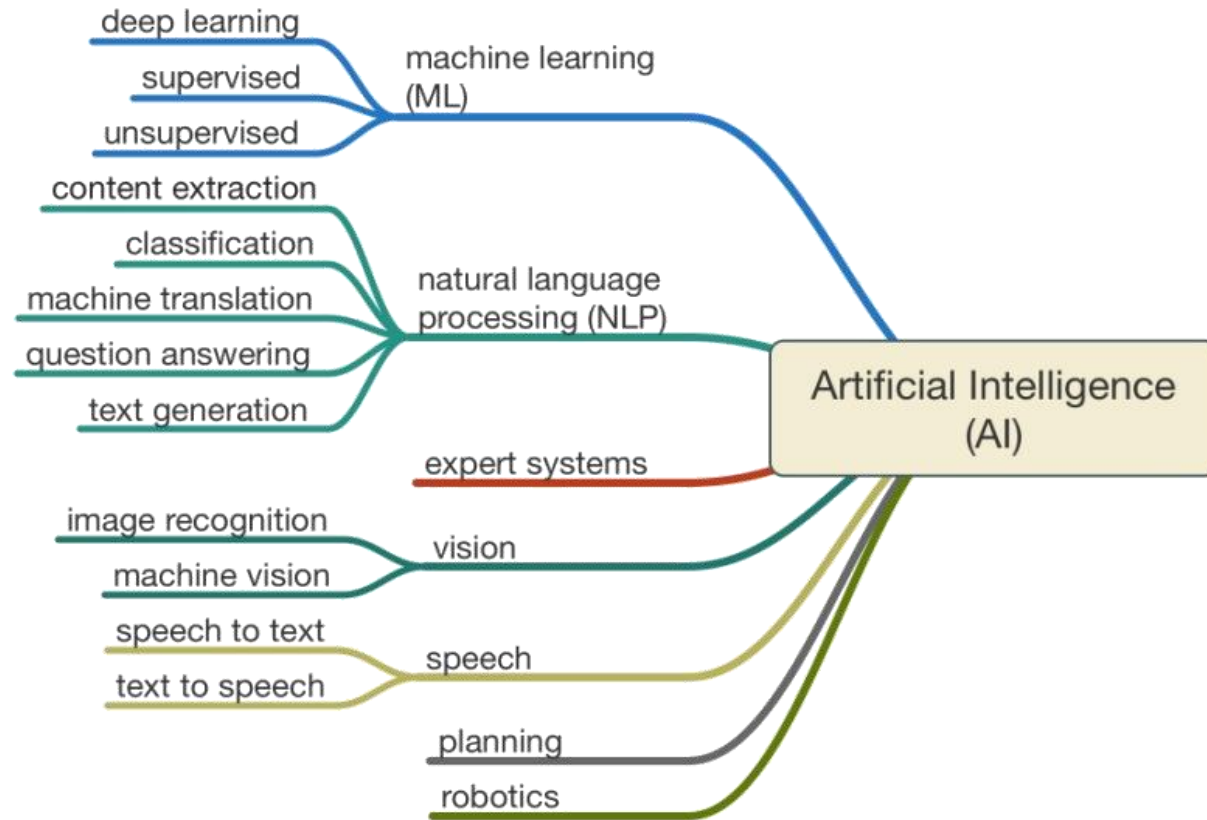 deep learning
supervised
unsupervised
machine learning
(ML)
content extraction
classification
machine translation
question answering
text generation
natural language
processing (NLP)
expert systems
image recognition
machine vision
vision
speech to text
text to speech
speech
planning
robotics
Artificial Intelligence
(AI)